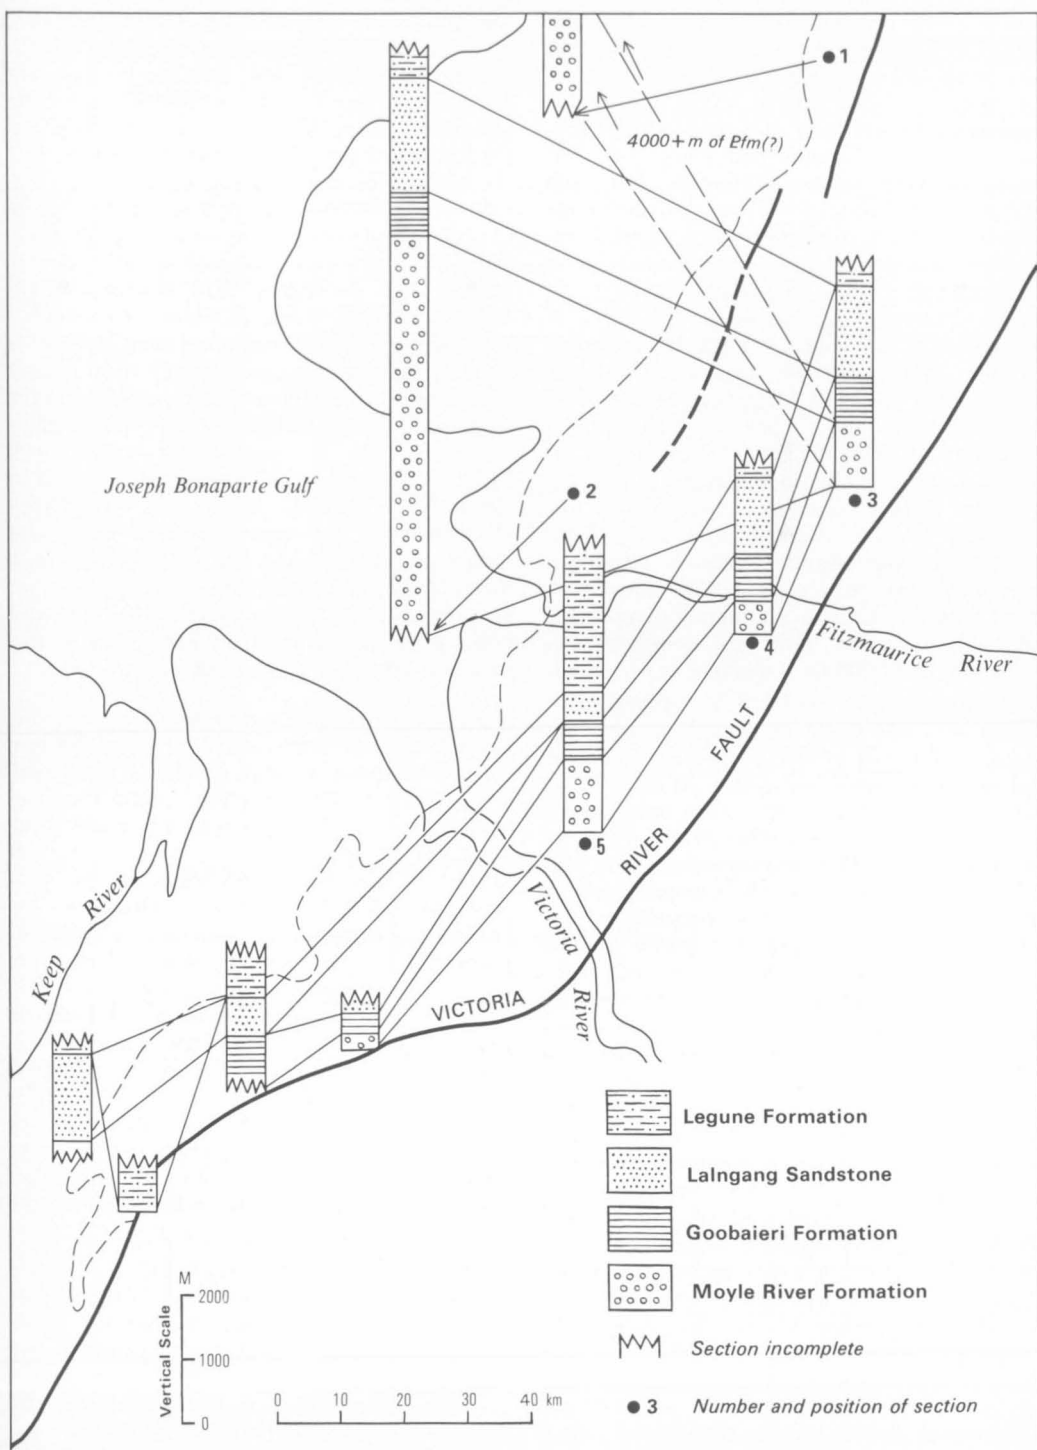 1
4000+m of Pfm(?)
Joseph Bonaparte Gulf
2
3
4
Fitzmaurice River
5
VICTORIA RIVER FAULT
Victoria River
Keep River
Legune Formation
Lalngang Sandstone
Goobaieri Formation
Moyle River Formation
Section incomplete
3 Number and position of section
M
2000
1000
0
Vertical Scale
0 10 20 30 40 km